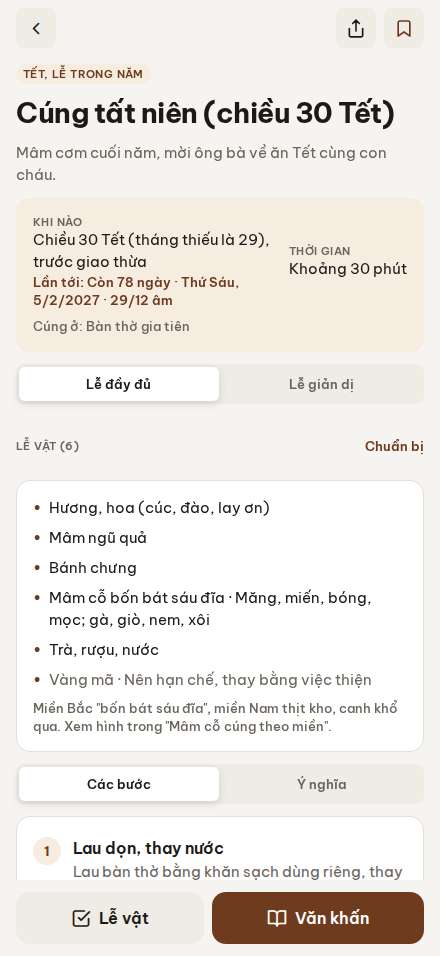 TẾT, LỄ TRONG NĂM
Cúng tất niên (chiều 30 Tết)
Mâm cơm cuối năm, mời ông bà về ăn Tết cùng con
cháu.
KHI NÀO
Chiều 30 Tết (tháng thiếu là 29),
trước giao thừa
Lần tới: Còn 78 ngày · Thứ Sáu,
5/2/2027 · 29/12 âm
Cúng ở: Bàn thờ gia tiên
THỜI GIAN
Khoảng 30 phút
Lễ đầy đủ
Lễ giản dị
LỄ VẬT (6)
Chuẩn bị
• Hương, hoa (cúc, đào, lay ơn)
• Mâm ngũ quả
• Bánh chưng
• Mâm cỗ bốn bát sáu đĩa · Măng, miến, bóng,
mọc; gà, giò, nem, xôi
• Trà, rượu, nước
• Vàng mã · Nên hạn chế, thay bằng việc thiện
Miền Bắc "bốn bát sáu đĩa", miền Nam thịt kho, canh khổ
qua. Xem hình trong "Mâm cỗ cúng theo miền".
Các bước
Ý nghĩa
1
Lau dọn, thay nước
Lau bàn thờ bằng khăn sạch dùng riêng, thay
Lễ vật
Văn khấn